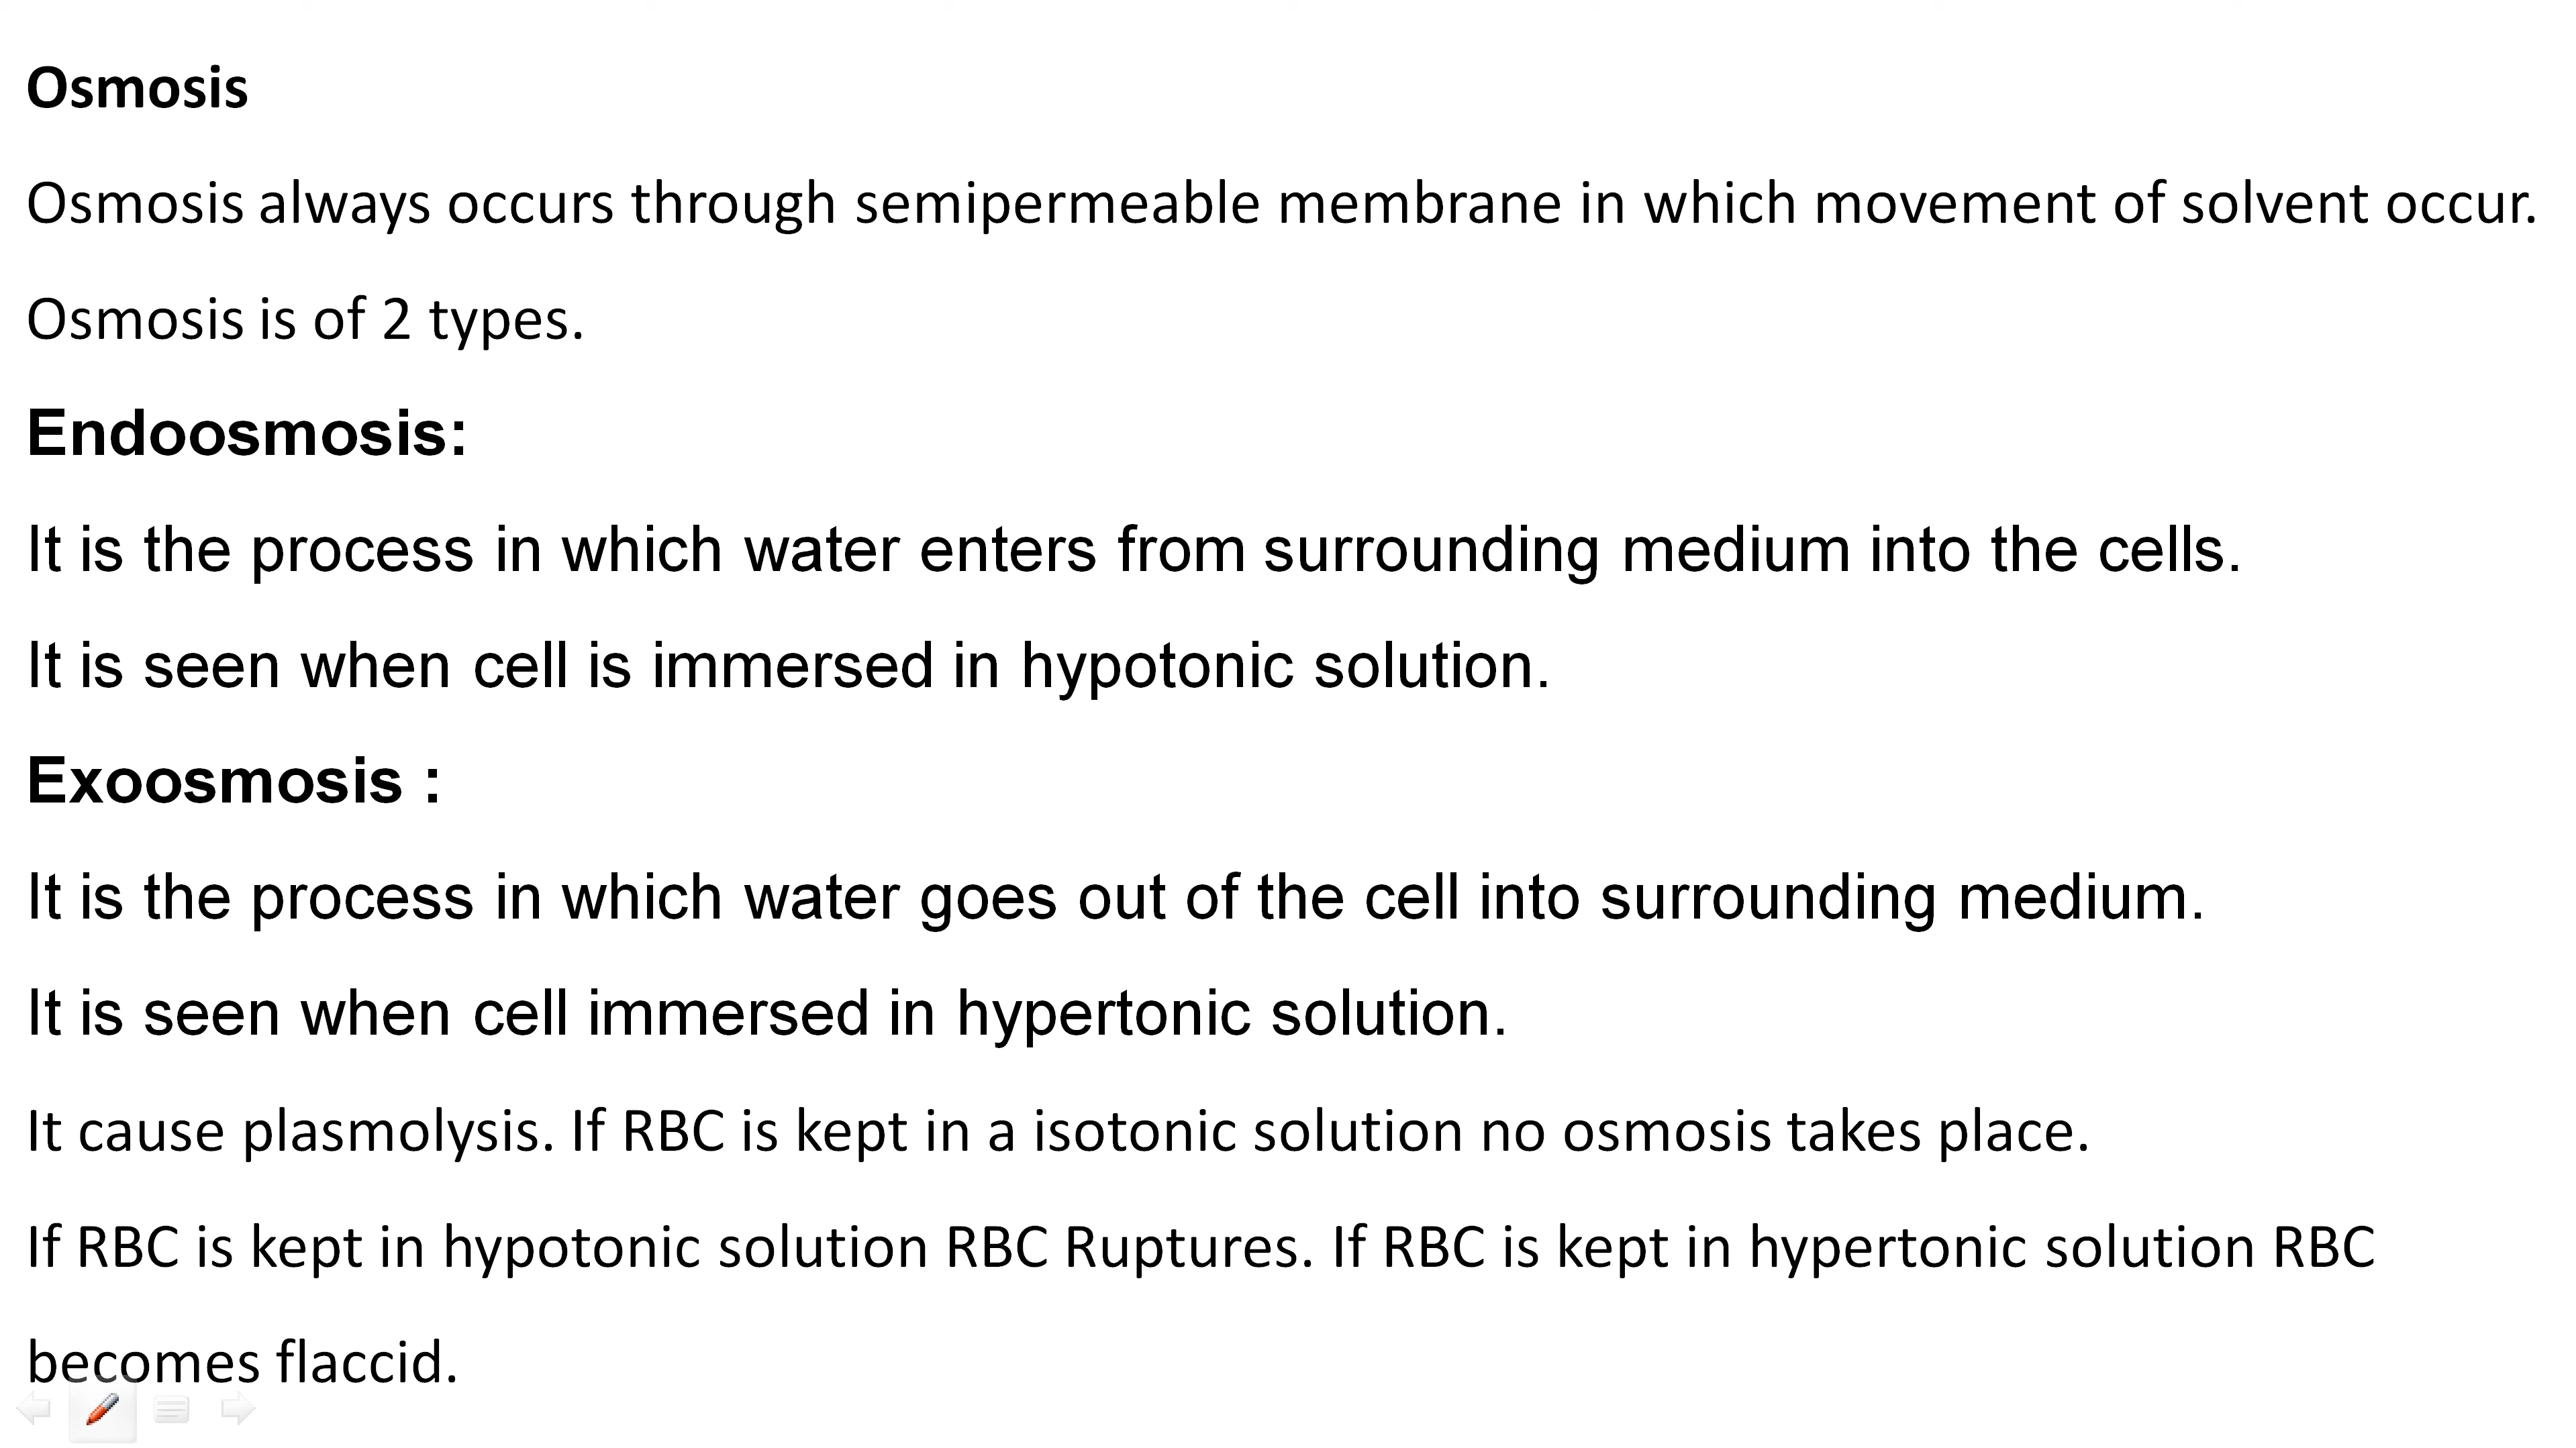 Osmosis
Osmosis always occurs through semipermeable membrane in which movement of solvent occur.
Osmosis is of 2 types.
Endoosmosis:
It is the process in which water enters from surrounding medium into the cells.
It is seen when cell is immersed in hypotonic solution.
Exoosmosis :
It is the process in which water goes out of the cell into surrounding medium.
It is seen when cell immersed in hypertonic solution.
It cause plasmolysis. If RBC is kept in a isotonic solution no osmosis takes place.
If RBC is kept in hypotonic solution RBC Ruptures. If RBC is kept in hypertonic solution RBC
becomes flaccid.